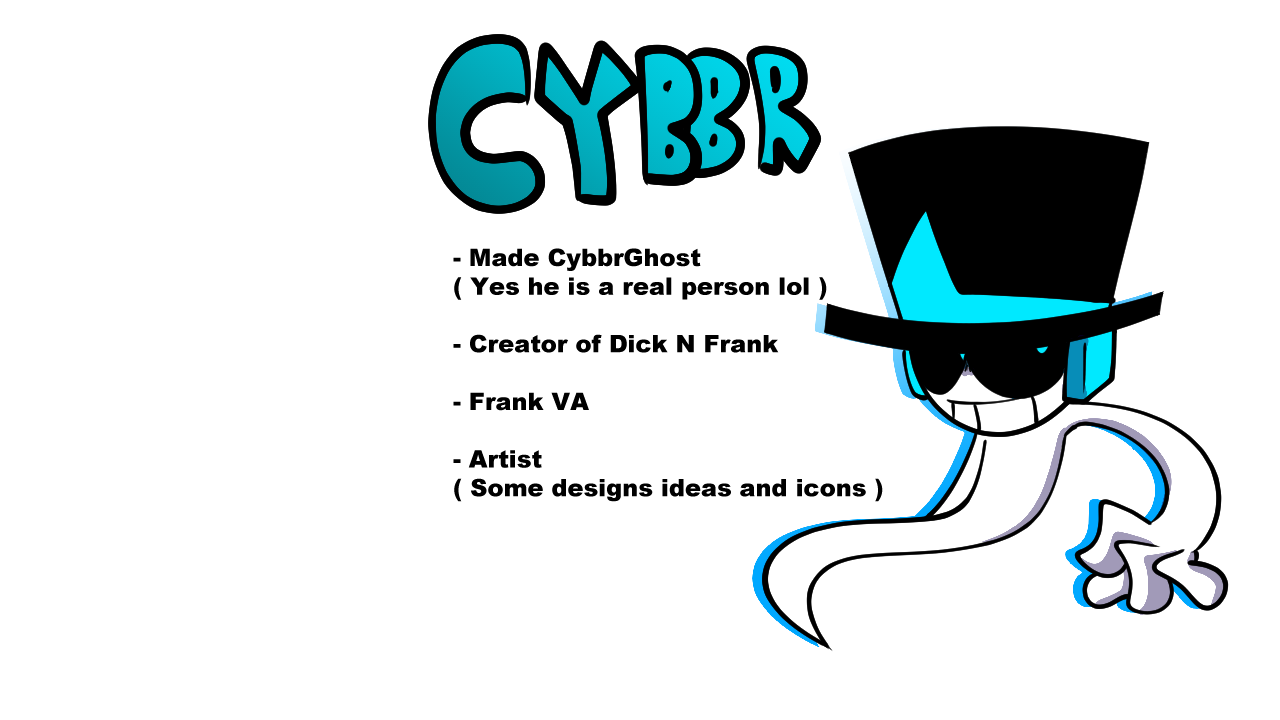 CYBBR
- Made CybbrGhost
( Yes he is a real person lol )
- Creator of Dick N Frank
- Frank VA
- Artist
( Some designs ideas and icons )